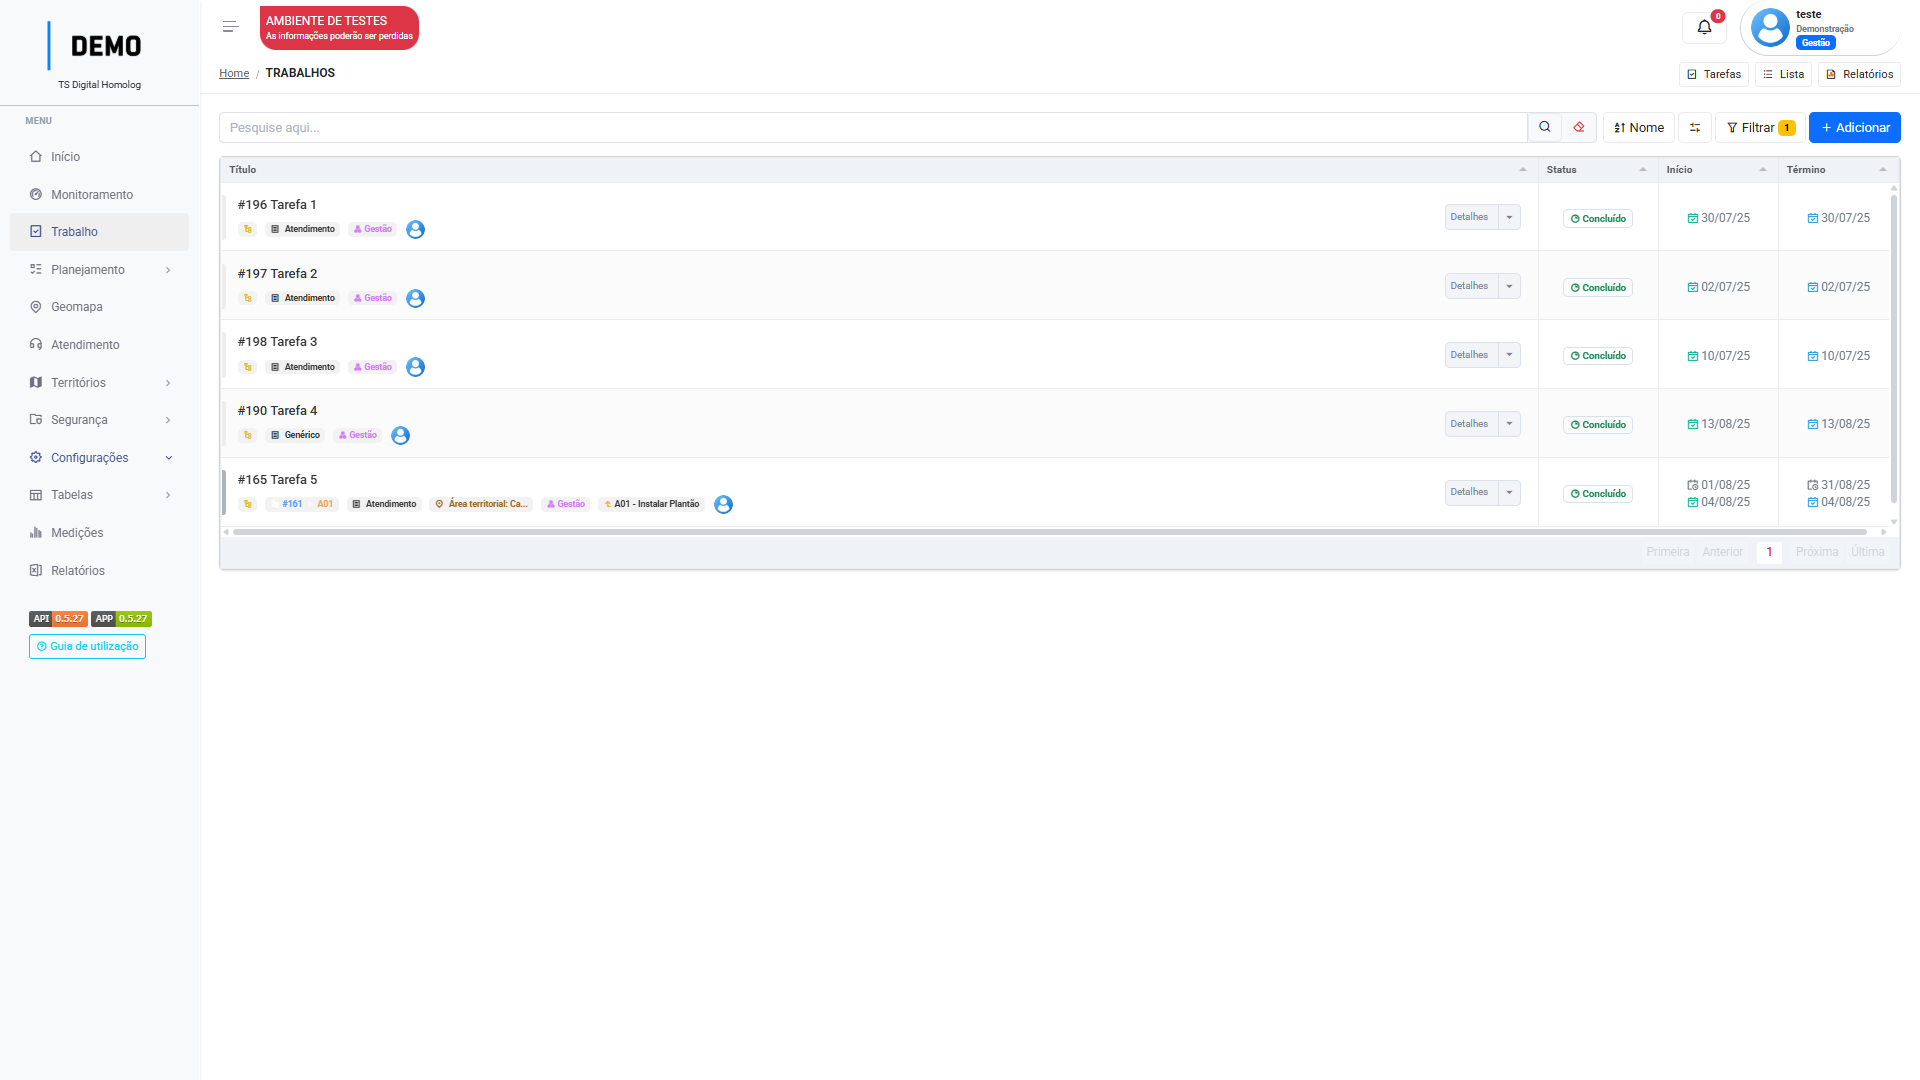 DEMO
TS Digital Homolog
MENU
Início
Monitoramento
Trabalho
Planejamento
Geomapa
Atendimento
Territórios
Segurança
Configurações
Tabelas
Medições
Relatórios
API 0.5.27 APP 0.5.27
Guia de utilização
AMBIENTE DE TESTES
As informações poderão ser perdidas
0
teste
Demonstração
Gestão
Home / TRABALHOS
Tarefas Lista Relatórios
Pesquise aqui...
Nome Filtrar 1 + Adicionar
Título Status Início Término
#196 Tarefa 1
Atendimento Gestão
Detalhes Concluído 30/07/25 30/07/25
#197 Tarefa 2
Atendimento Gestão
Detalhes Concluído 02/07/25 02/07/25
#198 Tarefa 3
Atendimento Gestão
Detalhes Concluído 10/07/25 10/07/25
#190 Tarefa 4
Genérico Gestão
Detalhes Concluído 13/08/25 13/08/25
#165 Tarefa 5
#161 A01 Atendimento Área territorial: Ca... Gestão A01 - Instalar Plantão
Detalhes Concluído 01/08/25 31/08/25
04/08/25 04/08/25
Primeira Anterior 1 Próxima Última